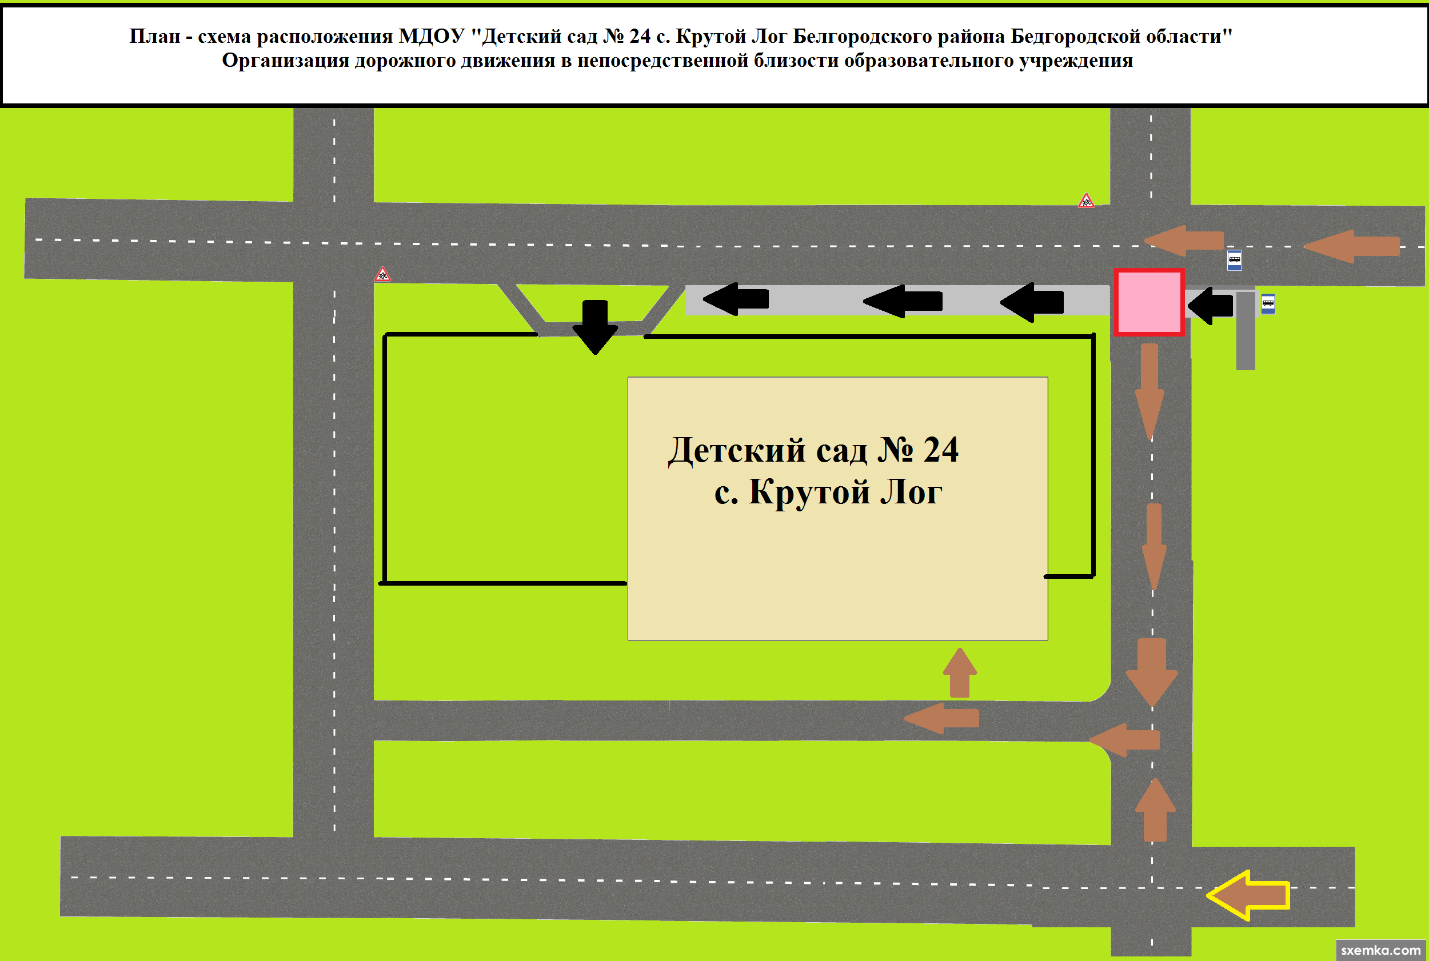 План - схема расположения МДОУ "Детский сад № 24 с. Крутой Лог Белгородского района Бедгородской области"
Организация дорожного движения в непосредственной близости образовательного учреждения
Детский сад № 24
с. Крутой Лог
sxemka.com